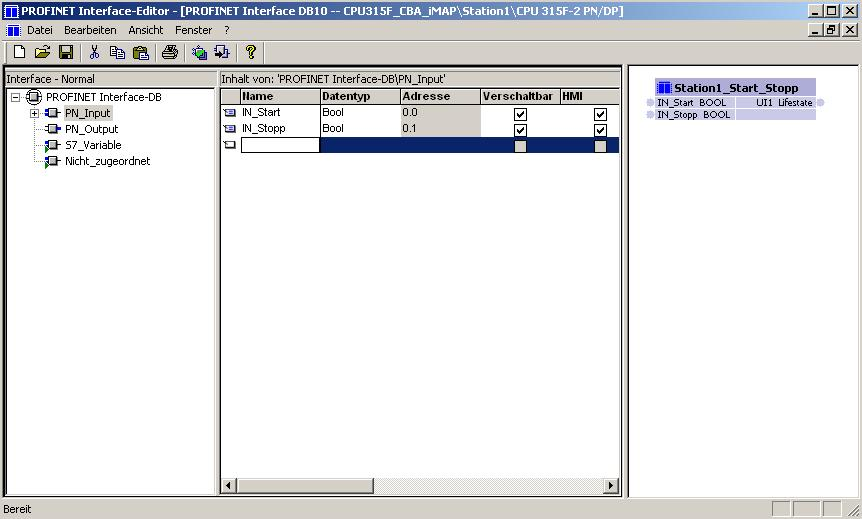 PROFINET Interface-Editor - [PROFINET Interface DB10 -- CPU315F_CBA_iMAP\Station1\CPU 315F-2 PN/DP]
Datei Bearbeiten Ansicht Fenster ?
Interface - Normal
PROFINET Interface-DB
PN_Input
PN_Output
S7_Variable
Nicht_zugeordnet
Inhalt von: 'PROFINET Interface-DB\PN_Input'
Name Datentyp Adresse Verschaltbar HMI
IN_Start Bool 0.0
IN_Stopp Bool 0.1
Station1_Start_Stopp
IN_Start BOOL UI1 Lifestate
IN_Stopp BOOL
Bereit